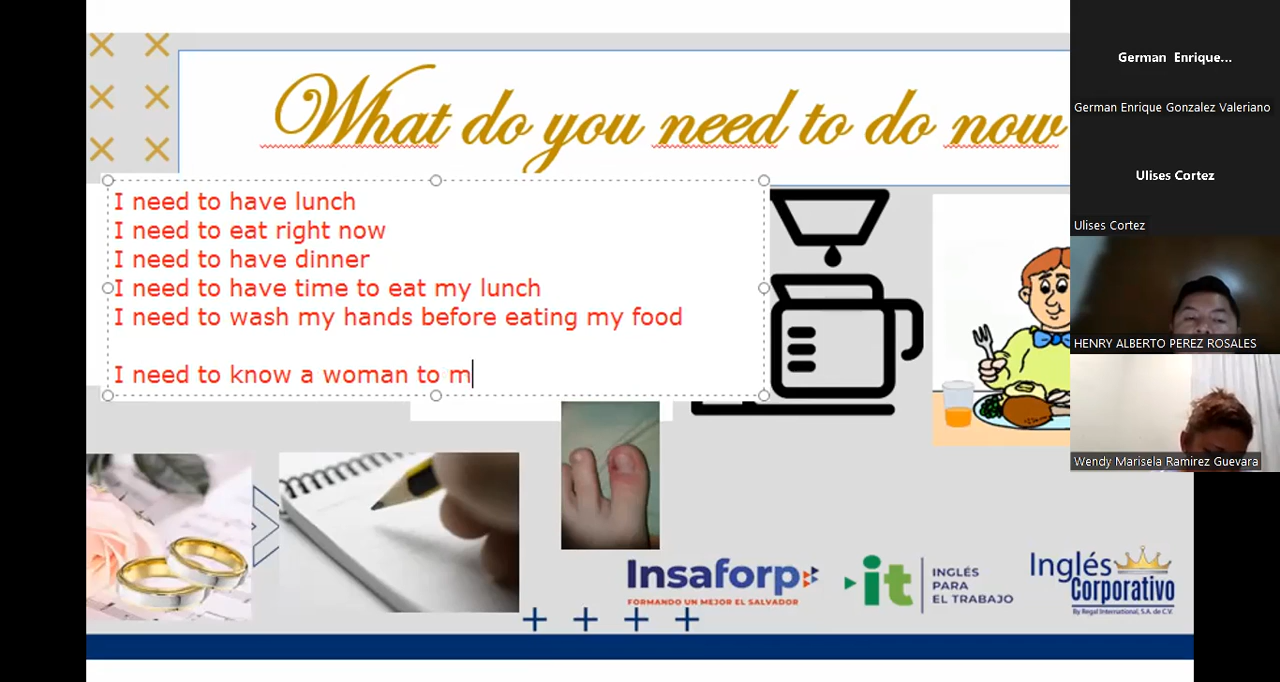 What do you need to do now
I need to have lunch
I need to eat right now
I need to have dinner
I need to have time to eat my lunch
I need to wash my hands before eating my food
I need to know a woman to m
Insaforp
FORMANDO UN MEJOR EL SALVADOR
it
INGLÉS
PARA
EL TRABAJO
Inglés
Corporativo
By Regal International, S.A. de C.V.
German Enrique...
German Enrique Gonzalez Valeriano
Ulises Cortez
Ulises Cortez
HENRY ALBERTO PEREZ ROSALES
Wendy Marisela Ramirez Guevara